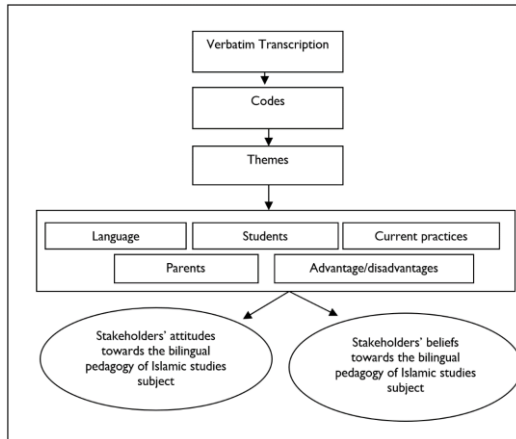 Verbatim Transcription
Codes
Themes
Language
Students
Current practices
Parents
Advantage/disadvantages
Stakeholders' attitudes
towards the bilingual
pedagogy of Islamic studies
subject
Stakeholders' beliefs
towards the bilingual
pedagogy of Islamic studies
subject